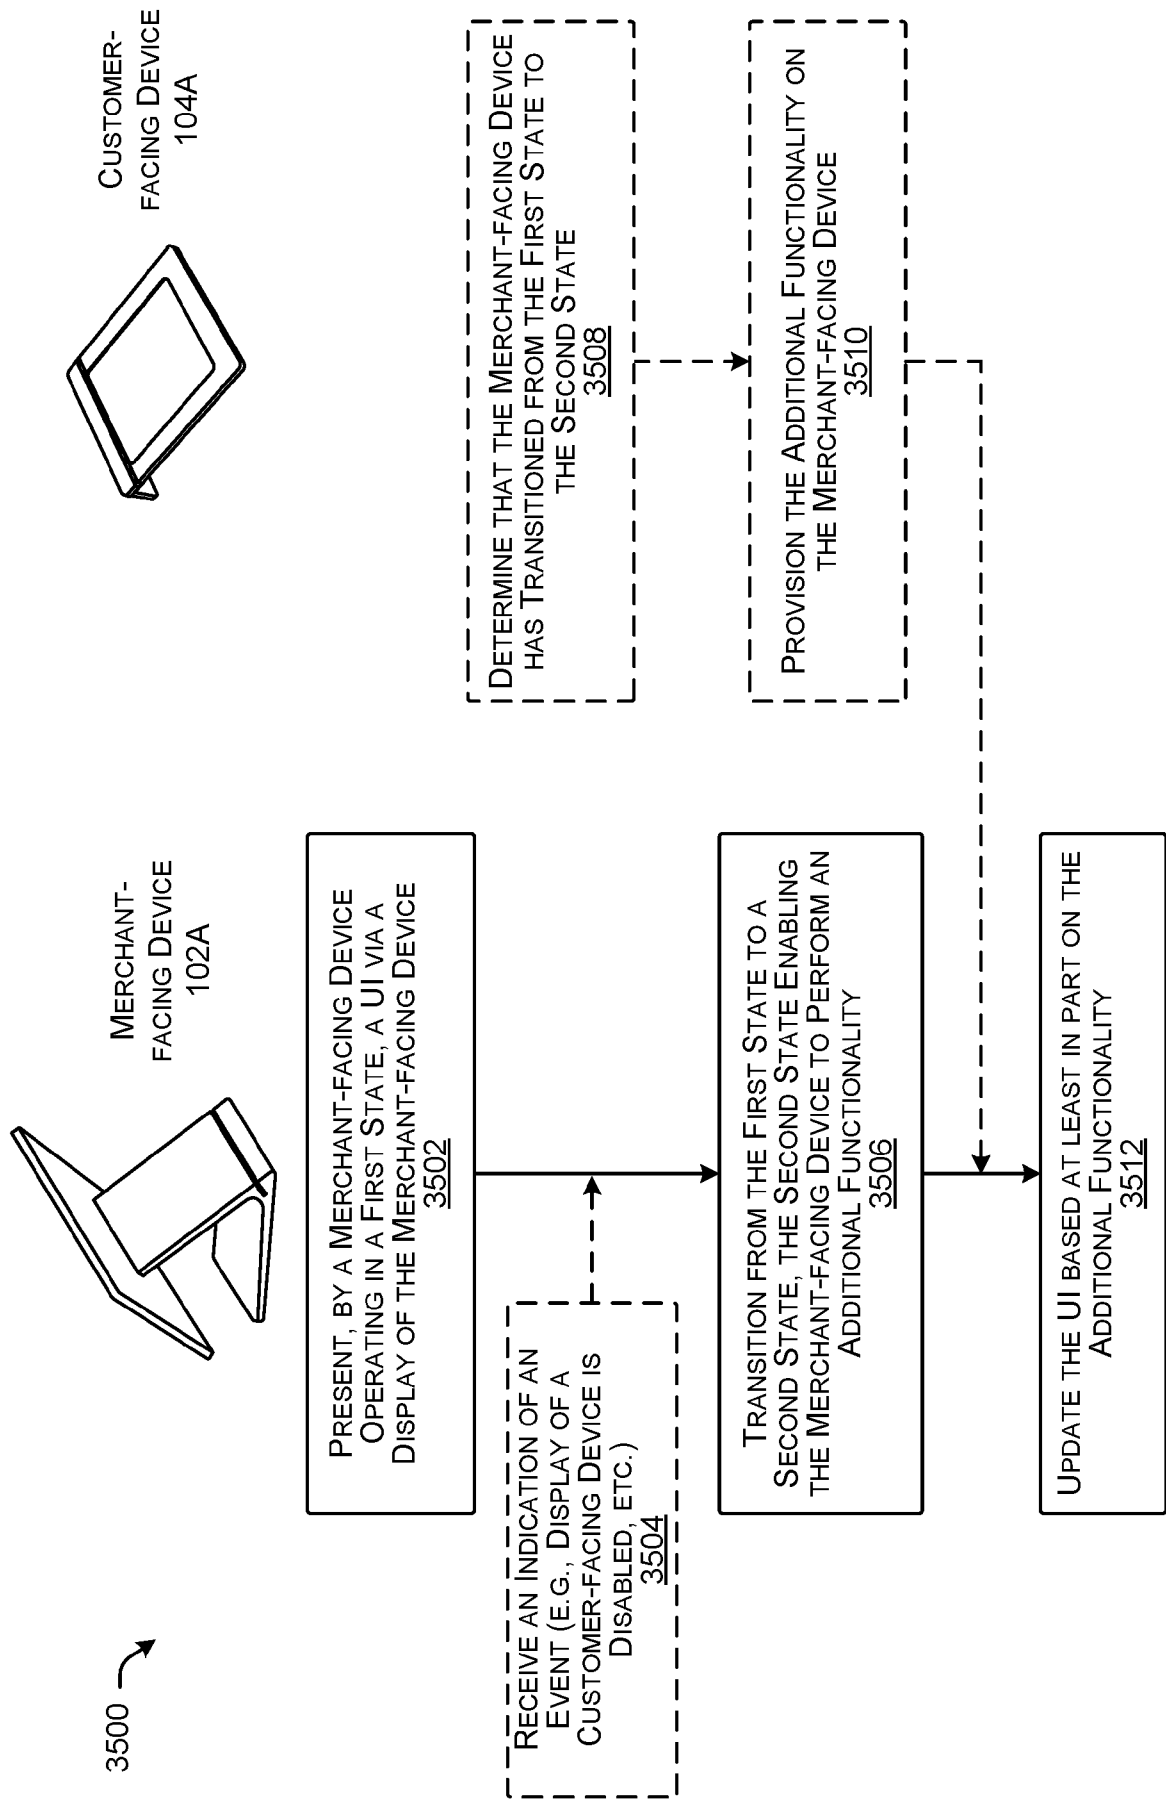 3500
MERCHANT-
FACING DEVICE
102A
CUSTOMER-
FACING DEVICE
104A
PRESENT, BY A MERCHANT-FACING DEVICE
OPERATING IN A FIRST STATE, A UI VIA A
DISPLAY OF THE MERCHANT-FACING DEVICE
3502
RECEIVE AN INDICATION OF AN
EVENT (E.G., DISPLAY OF A
CUSTOMER-FACING DEVICE IS
DISABLED, ETC.)
3504
TRANSITION FROM THE FIRST STATE TO A
SECOND STATE, THE SECOND STATE ENABLING
THE MERCHANT-FACING DEVICE TO PERFORM AN
ADDITIONAL FUNCTIONALITY
3506
DETERMINE THAT THE MERCHANT-FACING DEVICE
HAS TRANSITIONED FROM THE FIRST STATE TO
THE SECOND STATE
3508
PROVISION THE ADDITIONAL FUNCTIONALITY ON
THE MERCHANT-FACING DEVICE
3510
UPDATE THE UI BASED AT LEAST IN PART ON THE
ADDITIONAL FUNCTIONALITY
3512